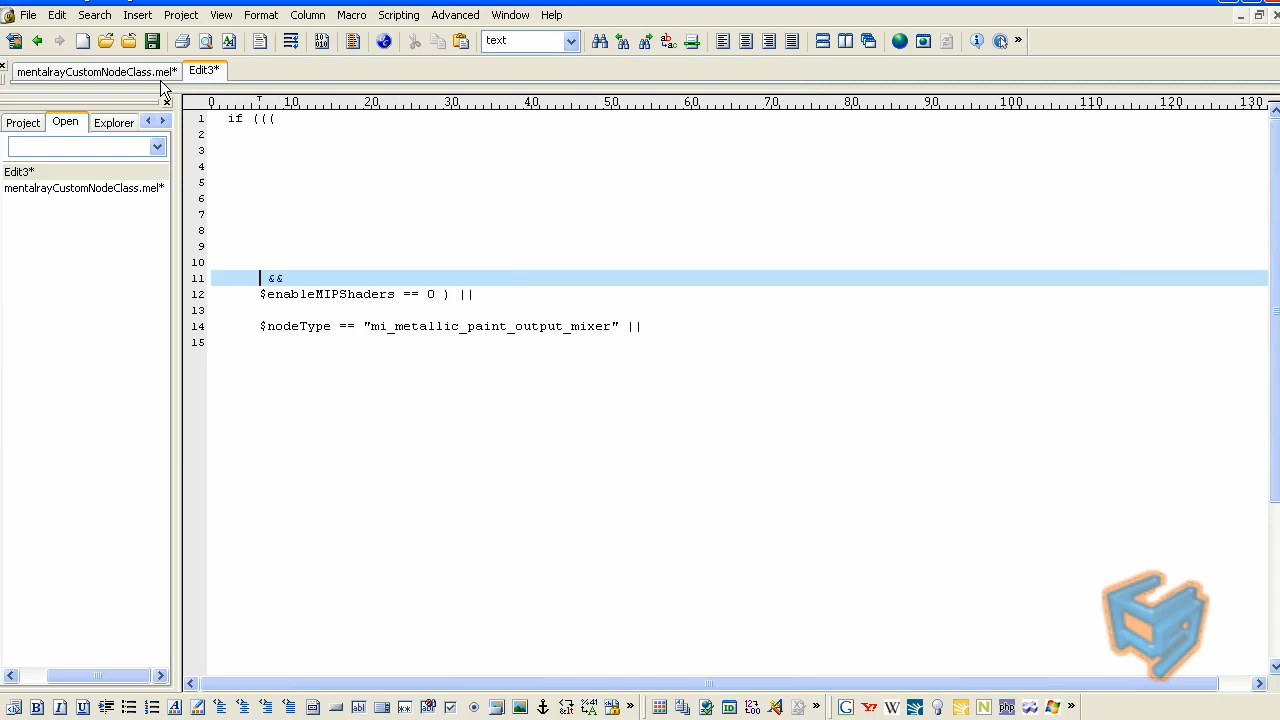 File Edit Search Insert Project View Format Column Macro Scripting Advanced Window Help
text
mentalrayCustomNodeClass.mel* Edit3*
0 10 20 30 40 50 60 70 80 90 100 110 120 130
Project Open Explorer
Edit3*
mentalrayCustomNodeClass.mel*
1 if (((
2
3
4
5
6
7
8
9
10
11 &&
12 $enableMIPShaders == 0 ) ||
13
14 $nodeType == "mi_metallic_paint_output_mixer" ||
15